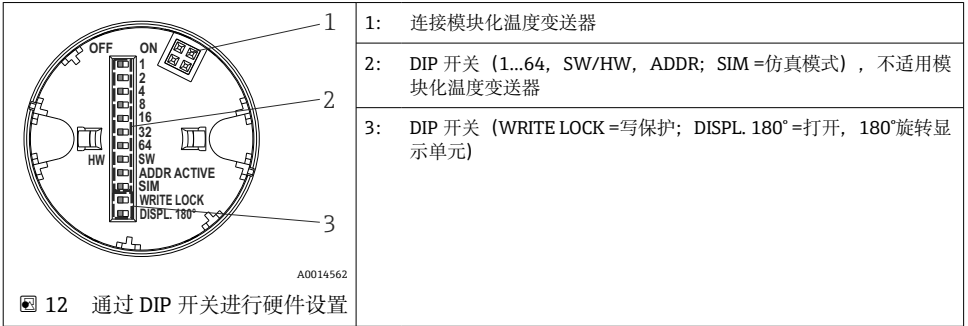 OFF ON
1
2
4
8
16
32
64
HW SW
ADDR ACTIVE
SIM
WRITE LOCK
DISPL. 180°
1
2
3
A0014562
12 通过 DIP 开关进行硬件设置
1: 连接模块化温度变送器
2: DIP 开关（1...64，SW/HW，ADDR；SIM =仿真模式），不适用模
块化温度变送器
3: DIP 开关（WRITE LOCK =写保护；DISPL. 180° =打开，180°旋转显
示单元)